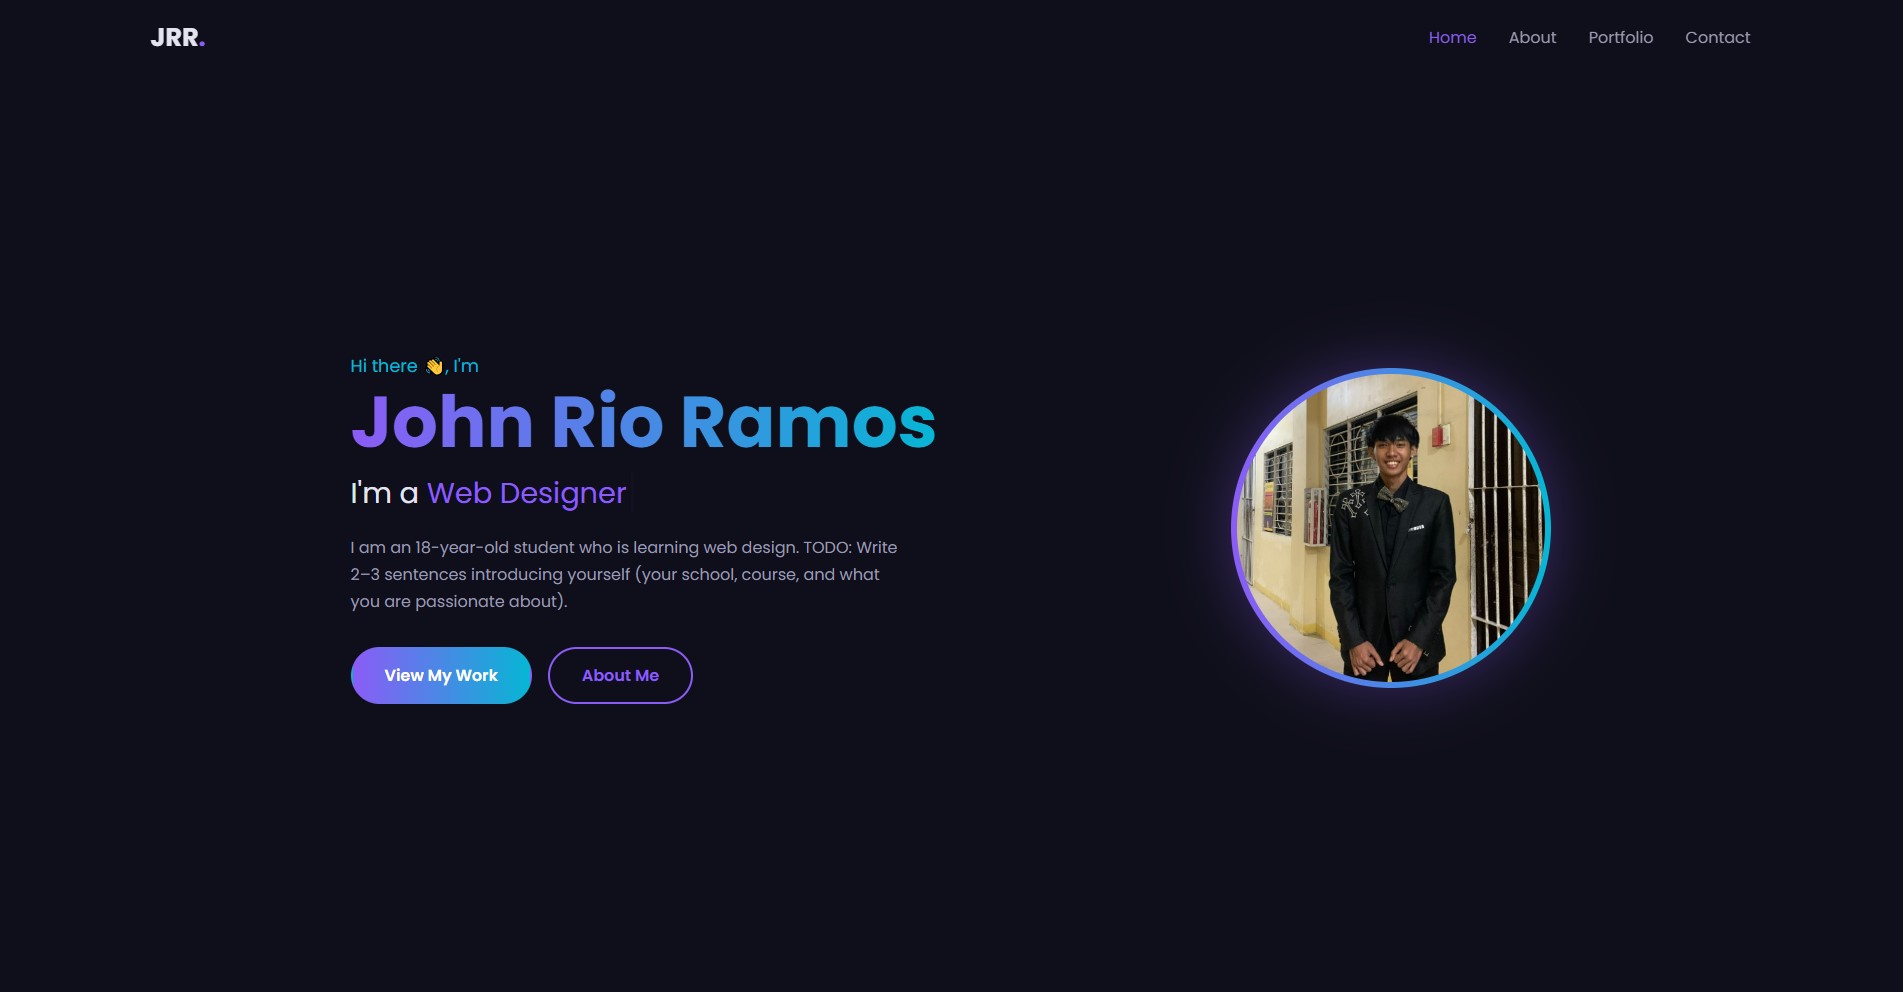 JRR.
Home About Portfolio Contact
Hi there 👋, I'm
John Rio Ramos
I'm a Web Designer
I am an 18-year-old student who is learning web design. TODO: Write
2–3 sentences introducing yourself (your school, course, and what
you are passionate about).
View My Work About Me